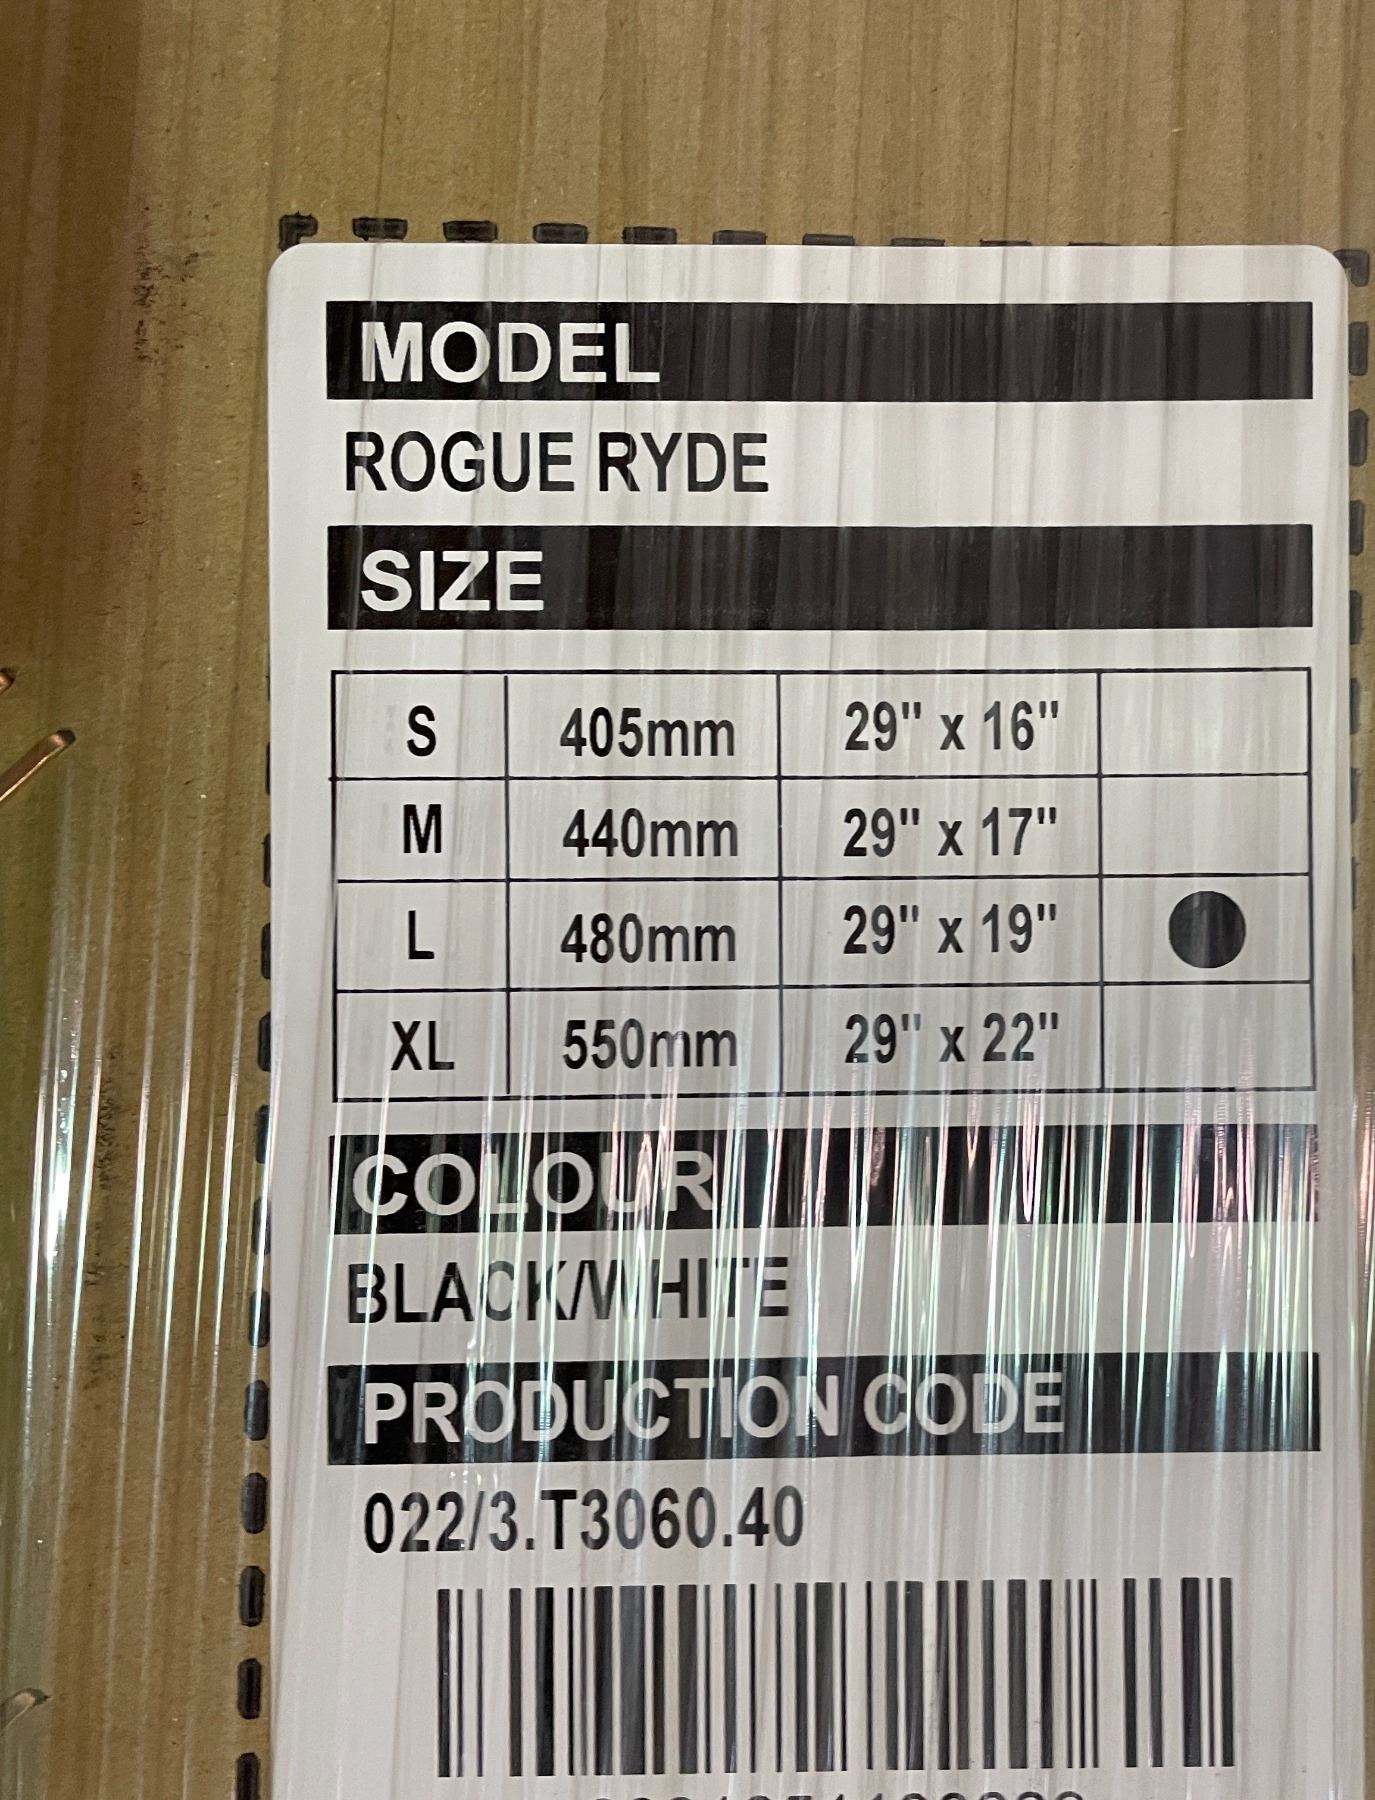 MODEL
ROGUE RYDE
SIZE
S 405mm 29" x 16"
M 440mm 29" x 17"
L 480mm 29" x 19" ●
XL 550mm 29" x 22"
COLOUR
BLACK/WHITE
PRODUCTION CODE
022/3.T3060.40